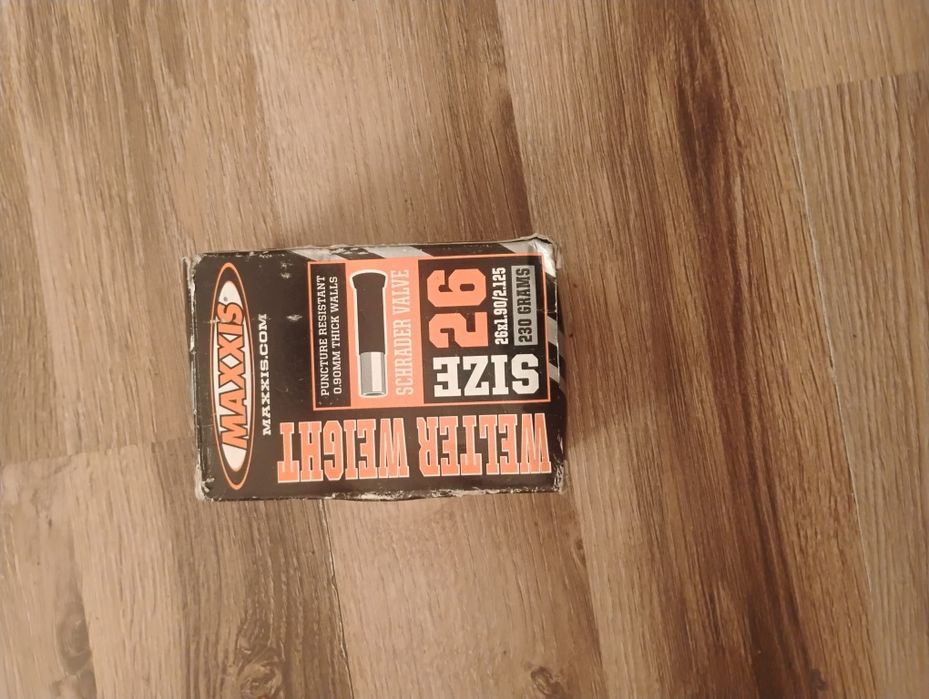 MAXXIS®
MAXXIS.COM
PUNCTURE RESISTANT
0.90MM THICK WALLS
SCHRADER VALVE
SIZE 26
26x1.90/2.125
230 GRAMS
WELTER WEIGHT